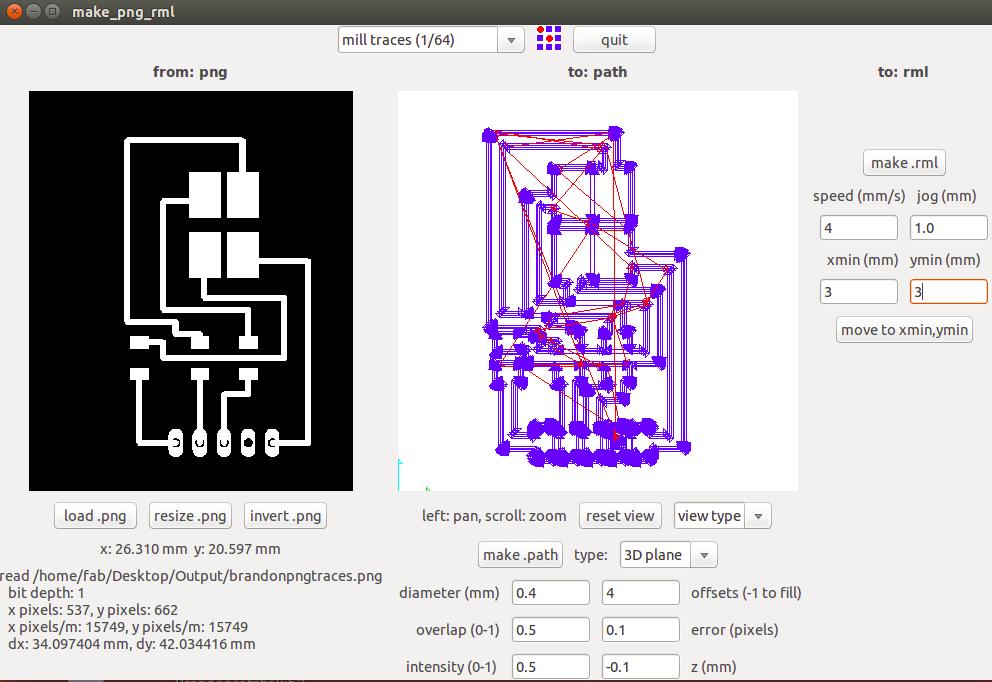 make_png_rml
mill traces (1/64)
quit
from: png
to: path
to: rml
make .rml
speed (mm/s) jog (mm)
4 1.0
xmin (mm) ymin (mm)
3 3
move to xmin,ymin
load .png resize .png invert .png
left: pan, scroll: zoom reset view view type
x: 26.310 mm y: 20.597 mm
make .path type: 3D plane
read /home/fab/Desktop/Output/brandonpngtraces.png
bit depth: 1
x pixels: 537, y pixels: 662
x pixels/m: 15749, y pixels/m: 15749
dx: 34.097404 mm, dy: 42.034416 mm
diameter (mm) 0.4 4 offsets (-1 to fill)
overlap (0-1) 0.5 0.1 error (pixels)
intensity (0-1) 0.5 -0.1 z (mm)